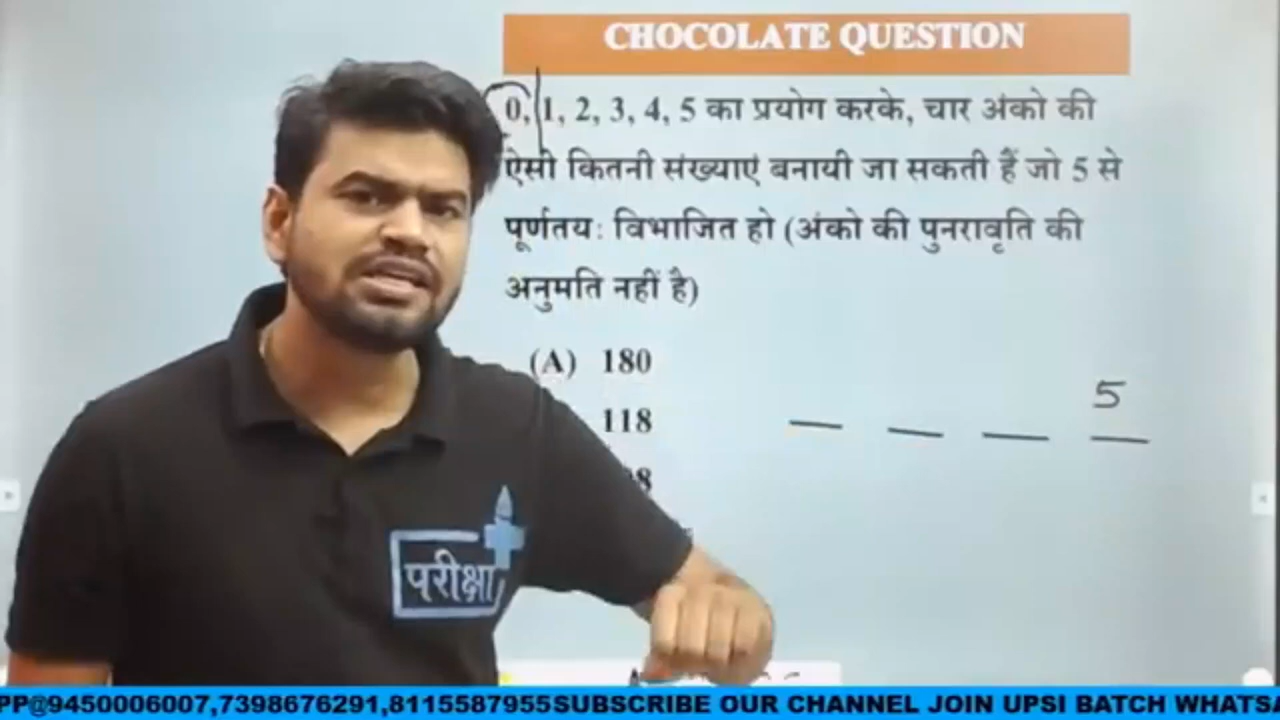 CHOCOLATE QUESTION
0, 1, 2, 3, 4, 5 का प्रयोग करके, चार अंको की
ऐसी कितनी संख्याएं बनायी जा सकती हैं जो 5 से
पूर्णतय: विभाजित हो (अंको की पुनरावृति की
अनुमति नहीं है)
(A) 180
118
5
परीक्षा
PP@9450006007,7398676291,8115587955SUBSCRIBE OUR CHANNEL JOIN UPSI BATCH WHATSA